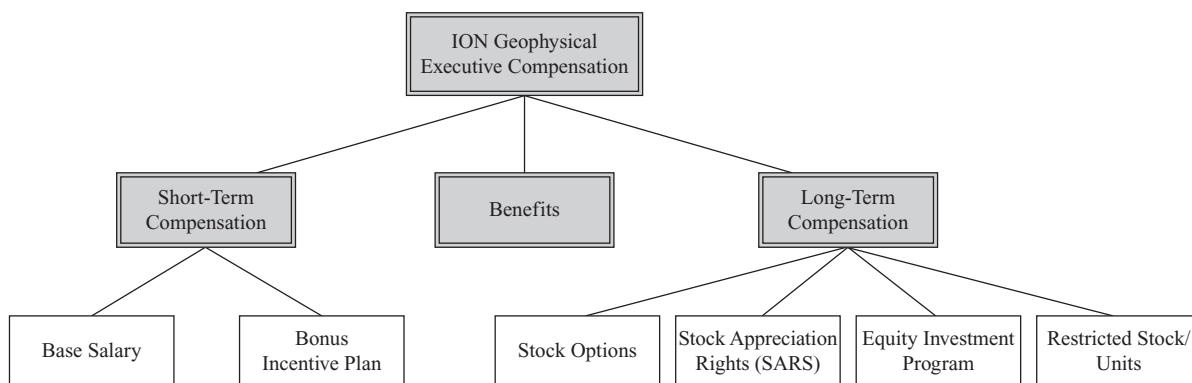 ION Geophysical
Executive Compensation
Short-Term
Compensation
Benefits
Long-Term
Compensation
Base Salary
Bonus
Incentive Plan
Stock Options
Stock Appreciation
Rights (SARS)
Equity Investment
Program
Restricted Stock/
Units